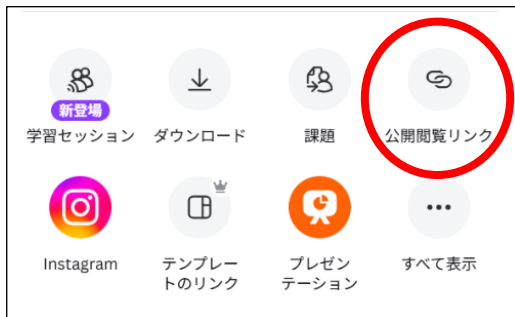 新登場
学習セッション
ダウンロード
課題
公開閲覧リンク
Instagram
テンプレー
トのリンク
プレゼン
テーション
すべて表示